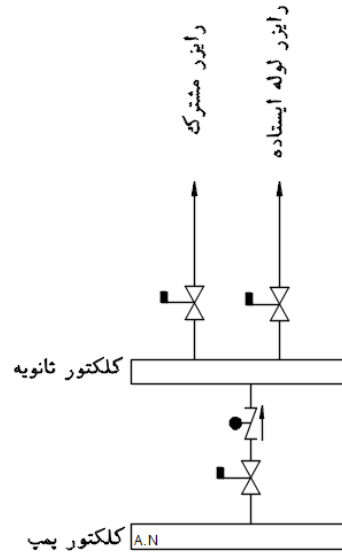 رایزر مشترک
رایزر لوله ایستاده
کلکتور ثانویه
کلکتور پمپ
A.N